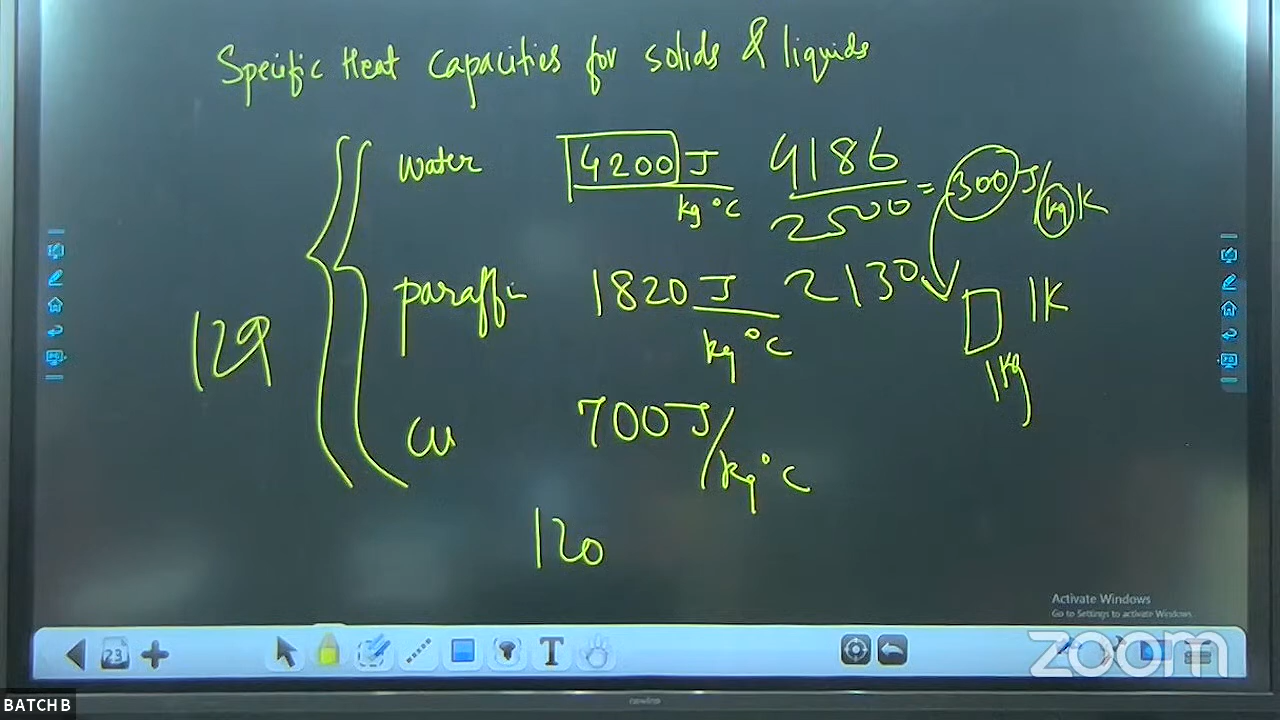 Specific Heat capacities for solids & liquids
water 4200 J/kg °C 4186/2500 = 300 J/kg K
paraffi 1820 J/kg °C 2130 1K
1kg
129
Cu 700 J/kg °C
120
Activate Windows
Go to Settings to activate Windows.
zoom
23
T
BATCH B